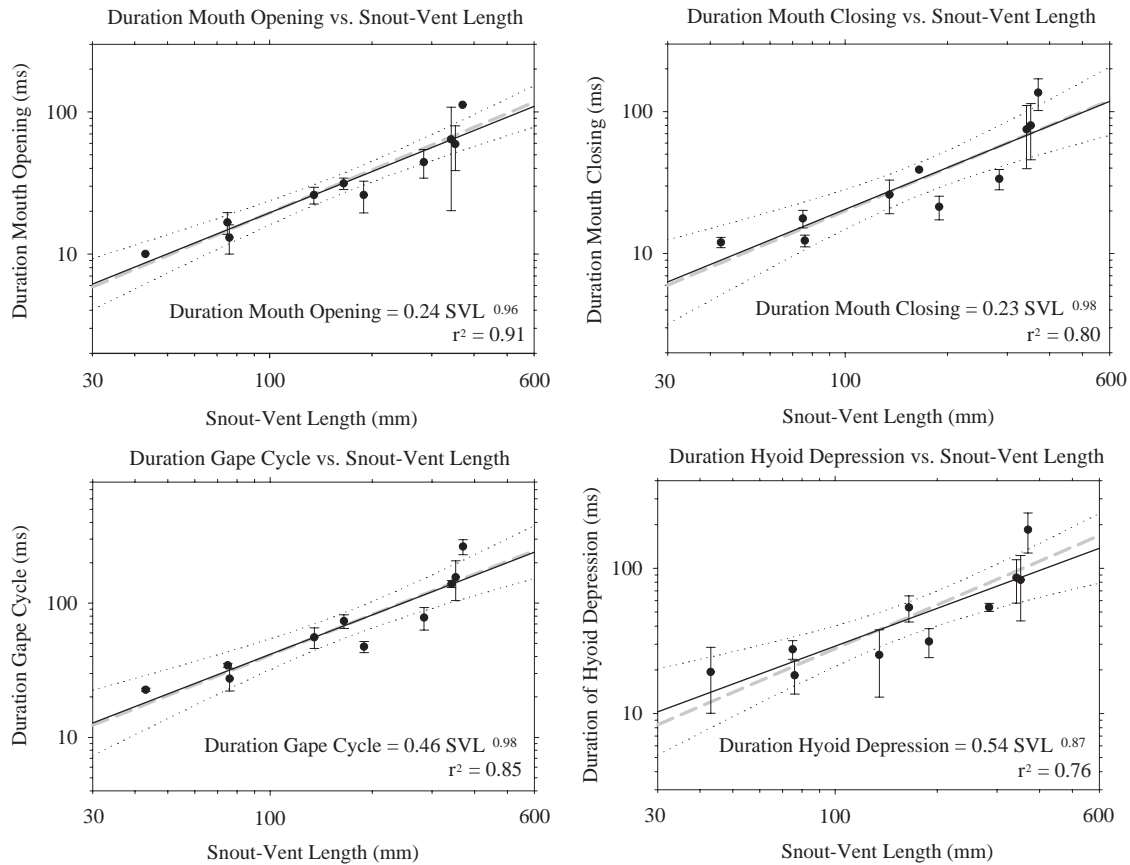 Duration Mouth Opening vs. Snout-Vent Length
Duration Mouth Opening (ms)
100
10
Duration Mouth Opening = 0.24 SVL 0.96
r² = 0.91
30
100
600
Snout-Vent Length (mm)
Duration Mouth Closing vs. Snout-Vent Length
Duration Mouth Closing (ms)
100
10
Duration Mouth Closing = 0.23 SVL 0.98
r² = 0.80
30
100
600
Snout-Vent Length (mm)
Duration Gape Cycle vs. Snout-Vent Length
Duration Gape Cycle (ms)
100
10
Duration Gape Cycle = 0.46 SVL 0.98
r² = 0.85
30
100
600
Snout-Vent Length (mm)
Duration Hyoid Depression vs. Snout-Vent Length
Duration of Hyoid Depression (ms)
100
10
Duration Hyoid Depression = 0.54 SVL 0.87
r² = 0.76
30
100
600
Snout-Vent Length (mm)